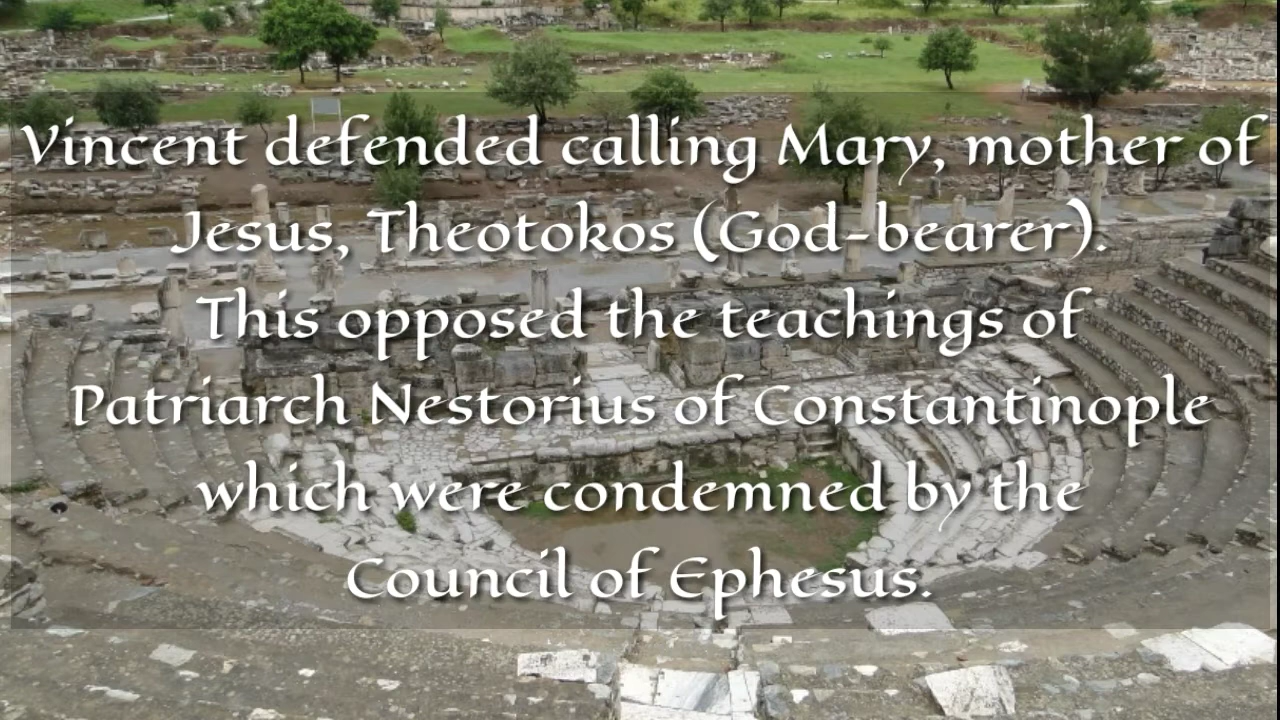 Vincent defended calling Mary, mother of
Jesus, Theotokos (God-bearer).
This opposed the teachings of
Patriarch Nestorius of Constantinople
which were condemned by the
Council of Ephesus.